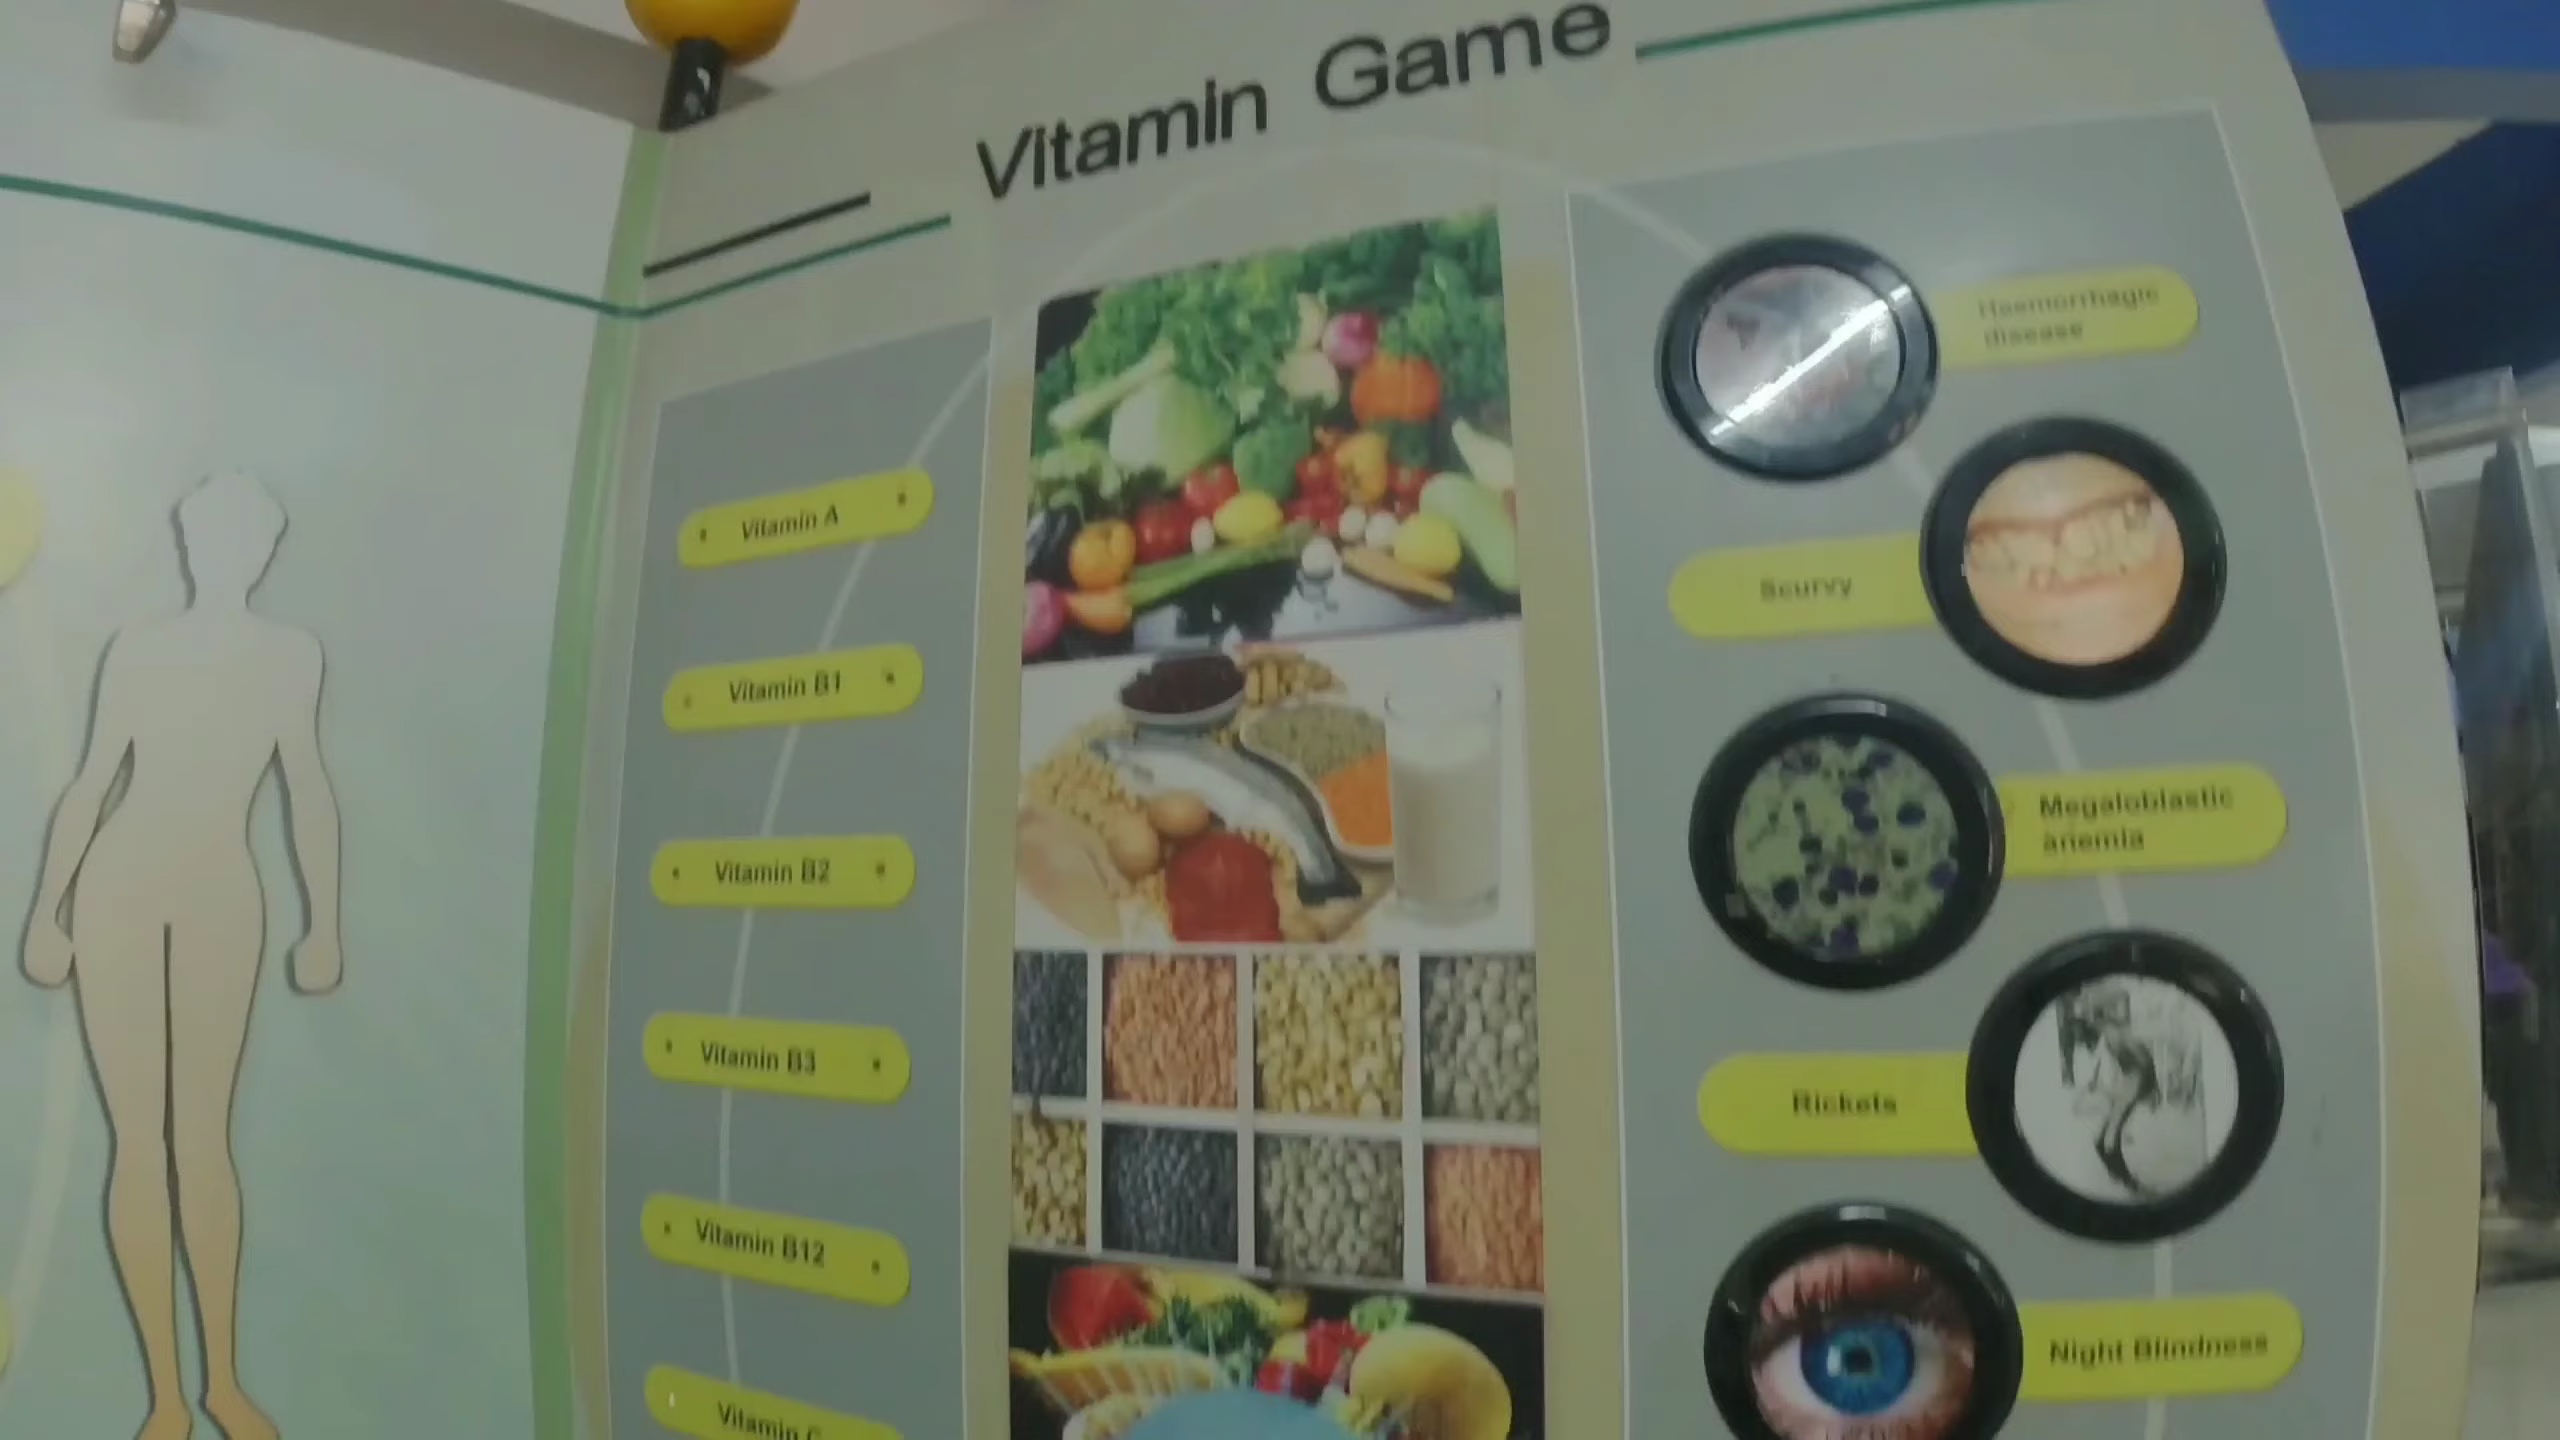 Vitamin Game
Vitamin A
Vitamin B1
Vitamin B2
Vitamin B3
Vitamin B12
Vitamin C
Haemorrhagic
disease
Scurvy
Megaloblastic
anemia
Rickets
Night Blindness